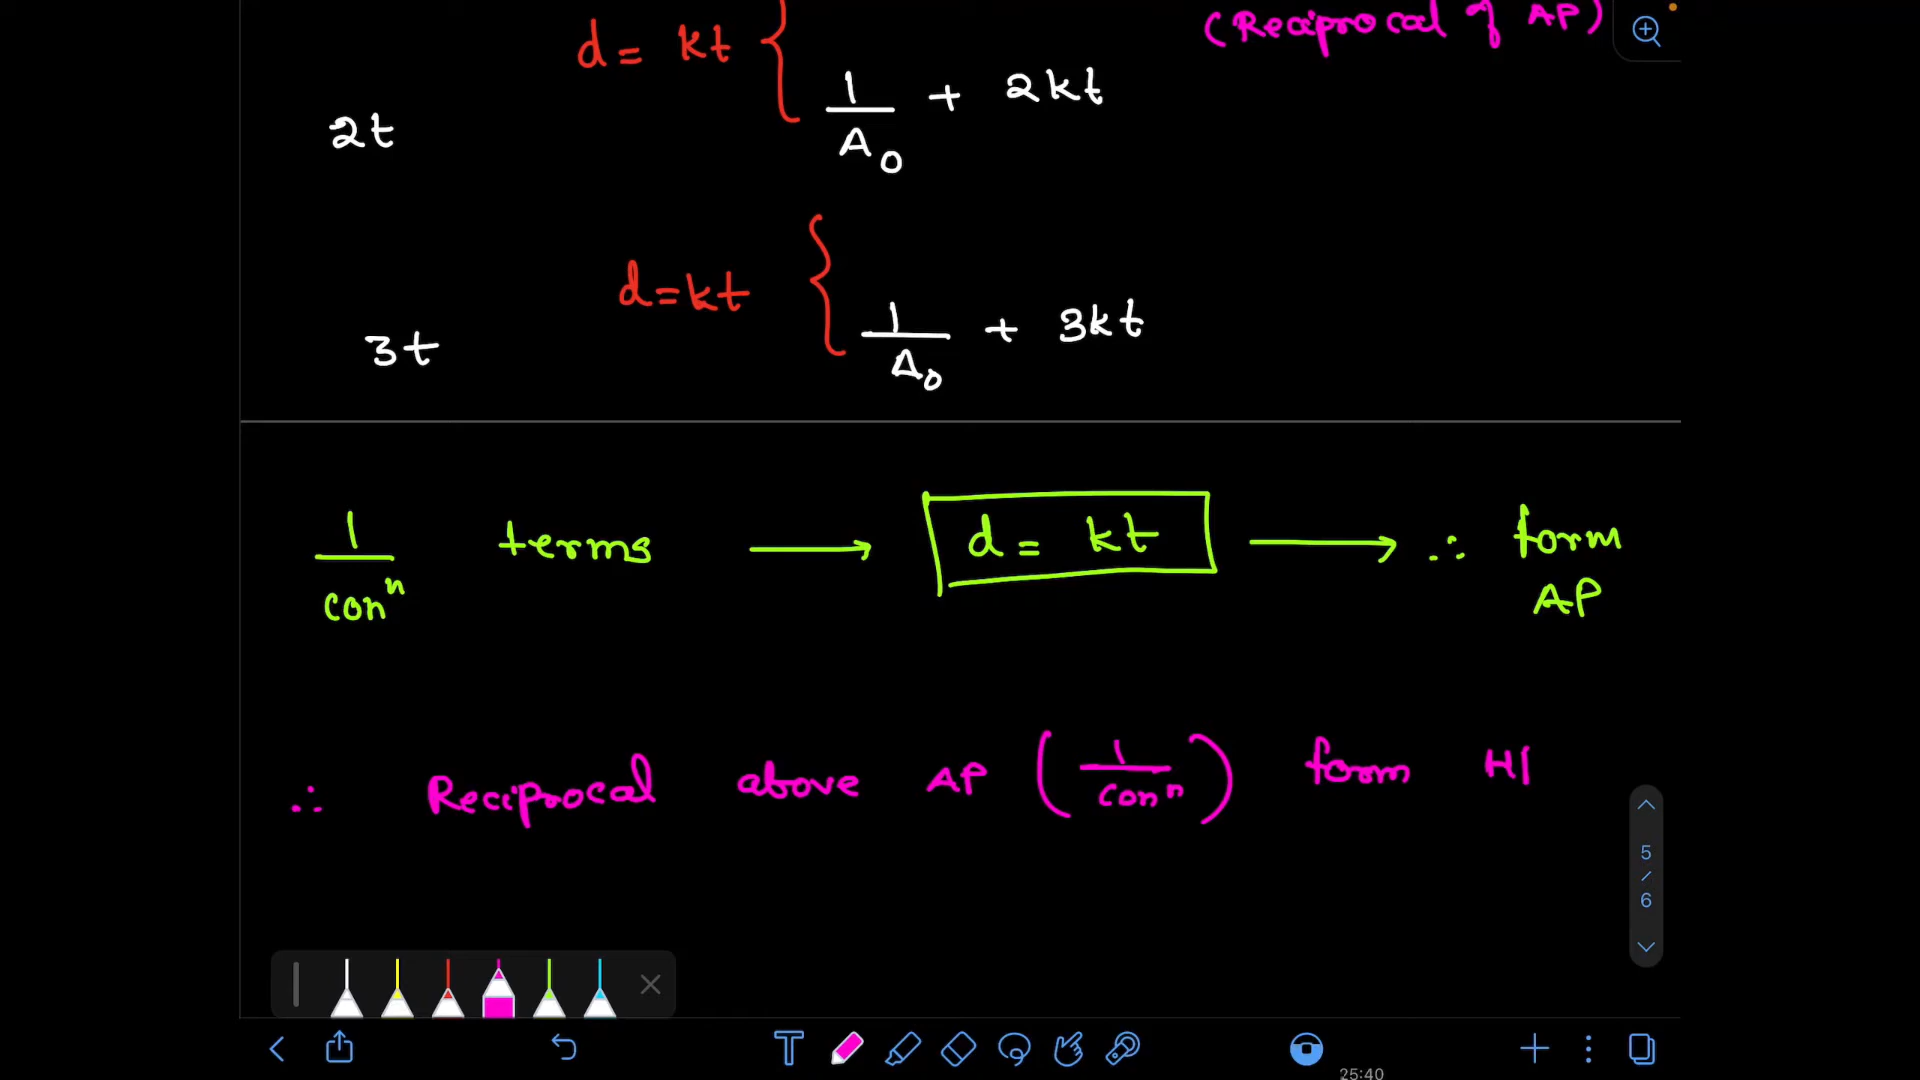 d = kt { (Reciprocal of AP)
2t 1/A₀ + 2kt
d = kt {
3t 1/A₀ + 3kt
1/conⁿ terms → d = kt → ∴ form AP
∴ Reciprocal above AP (1/conⁿ) form HI
5
/
6
T
25:40